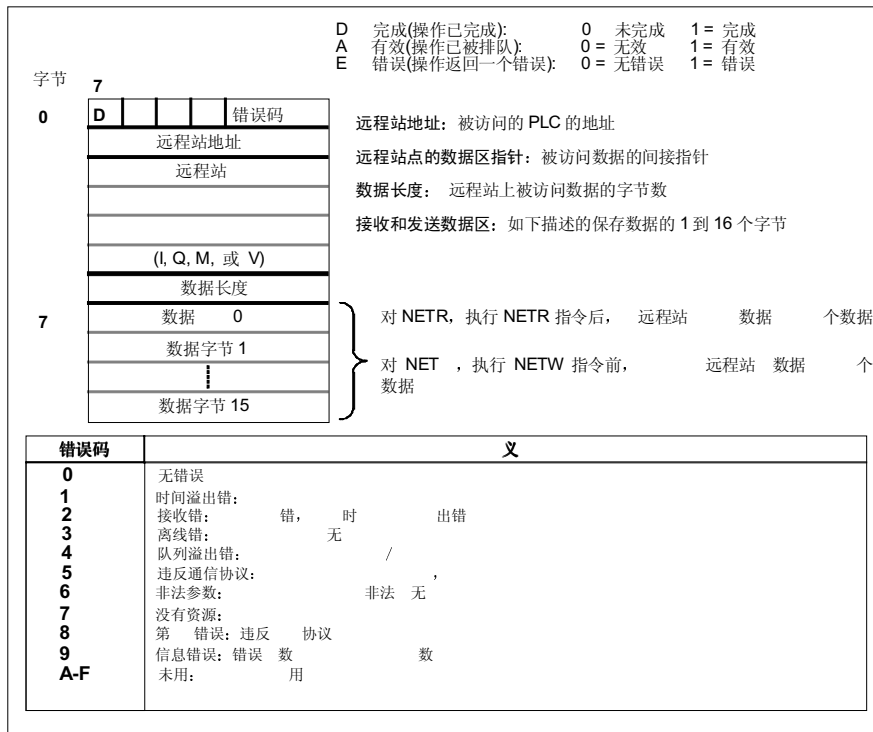 D 完成(操作已完成): 0 未完成 1 = 完成
A 有效(操作已被排队): 0 = 无效 1 = 有效
E 错误(操作返回一个错误): 0 = 无错误 1 = 错误
字节 7
0 D 错误码
远程站地址
远程站
(I, Q, M, 或 V)
数据长度
7 数据 0
数据字节 1
数据字节 15
远程站地址：被访问的 PLC 的地址
远程站点的数据区指针：被访问数据的间接指针
数据长度： 远程站上被访问数据的字节数
接收和发送数据区：如下描述的保存数据的 1 到 16 个字节
对 NETR，执行 NETR 指令后， 远程站 数据 个数据
对 NET ，执行 NETW 指令前， 远程站 数据 个
数据
错误码 义
0 无错误
1 时间溢出错：
2 接收错： 错， 时 出错
3 离线错： 无
4 队列溢出错： /
5 违反通信协议： ，
6 非法参数： 非法 无
7 没有资源：
8 第 错误：违反 协议
9 信息错误：错误 数 数
A-F 未用： 用